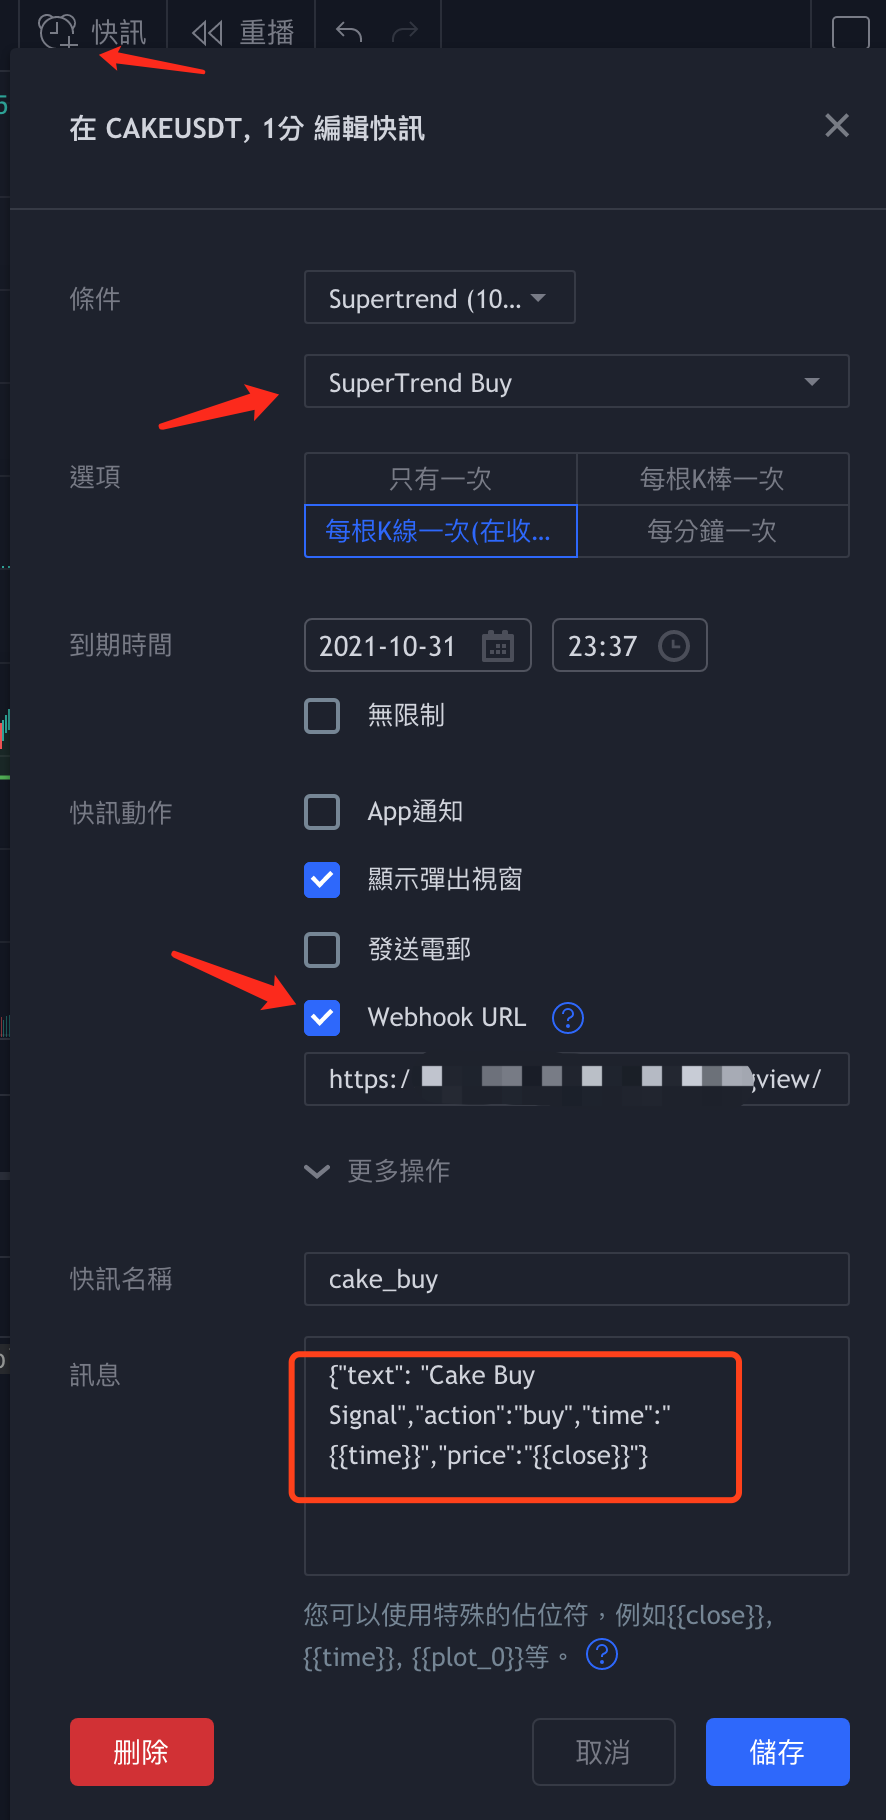 快訊 重播
5
在 CAKEUSDT, 1分 編輯快訊
條件
Supertrend (10...
SuperTrend Buy
選項
只有一次 每根K棒一次
每根K線一次(在收... 每分鐘一次
到期時間
2021-10-31 23:37
無限制
快訊動作
App通知
顯示彈出視窗
發送電郵
Webhook URL ?
https:/ view/
更多操作
快訊名稱
cake_buy
訊息
{"text": "Cake Buy
Signal","action":"buy","time":"
{{time}}","price":"{{close}}"}
您可以使用特殊的佔位符，例如{{close}},
{{time}}, {{plot_0}}等。 ?
刪除 取消 儲存